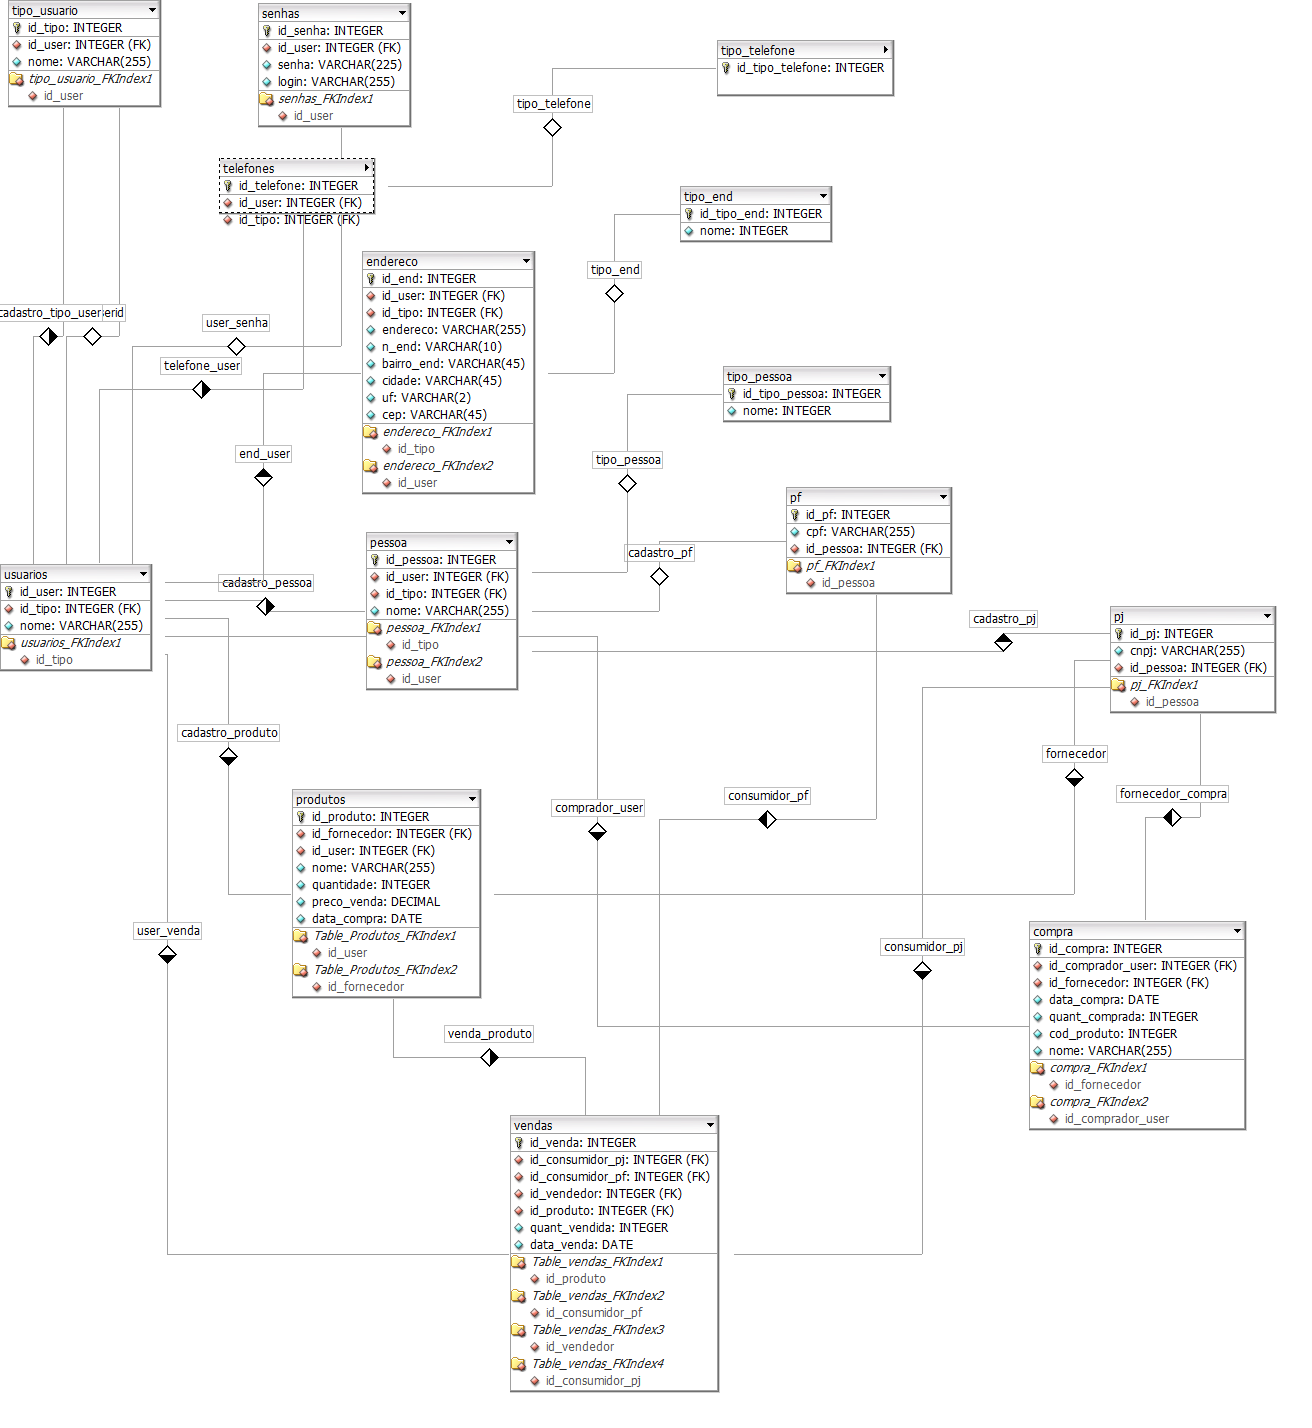 tipo_usuario
id_tipo: INTEGER
id_user: INTEGER (FK)
nome: VARCHAR(255)
tipo_usuario_FKIndex1
id_user
senhas
id_senha: INTEGER
id_user: INTEGER (FK)
senha: VARCHAR(225)
login: VARCHAR(255)
senhas_FKIndex1
id_user
tipo_telefone
id_tipo_telefone: INTEGER
tipo_telefone
telefones
id_telefone: INTEGER
id_user: INTEGER (FK)
id_tipo: INTEGER (FK)
tipo_end
id_tipo_end: INTEGER
nome: INTEGER
tipo_end
endereco
id_end: INTEGER
id_user: INTEGER (FK)
id_tipo: INTEGER (FK)
endereco: VARCHAR(255)
n_end: VARCHAR(10)
bairro_end: VARCHAR(45)
cidade: VARCHAR(45)
uf: VARCHAR(2)
cep: VARCHAR(45)
endereco_FKIndex1
id_tipo
endereco_FKIndex2
id_user
cadastro_tipo_user
erid
user_senha
telefone_user
end_user
tipo_pessoa
id_tipo_pessoa: INTEGER
nome: INTEGER
tipo_pessoa
pf
id_pf: INTEGER
cpf: VARCHAR(255)
id_pessoa: INTEGER (FK)
pf_FKIndex1
id_pessoa
cadastro_pf
pessoa
id_pessoa: INTEGER
id_user: INTEGER (FK)
id_tipo: INTEGER (FK)
nome: VARCHAR(255)
pessoa_FKIndex1
id_tipo
pessoa_FKIndex2
id_user
cadastro_pessoa
usuarios
id_user: INTEGER
id_tipo: INTEGER (FK)
nome: VARCHAR(255)
usuarios_FKIndex1
id_tipo
cadastro_pj
pj
id_pj: INTEGER
cnpj: VARCHAR(255)
id_pessoa: INTEGER (FK)
pj_FKIndex1
id_pessoa
cadastro_produto
fornecedor
fornecedor_compra
consumidor_pf
comprador_user
produtos
id_produto: INTEGER
id_fornecedor: INTEGER (FK)
id_user: INTEGER (FK)
nome: VARCHAR(255)
quantidade: INTEGER
preco_venda: DECIMAL
data_compra: DATE
Table_Produtos_FKIndex1
id_user
Table_Produtos_FKIndex2
id_fornecedor
user_venda
consumidor_pj
compra
id_compra: INTEGER
id_comprador_user: INTEGER (FK)
id_fornecedor: INTEGER (FK)
data_compra: DATE
quant_comprada: INTEGER
cod_produto: INTEGER
nome: VARCHAR(255)
compra_FKIndex1
id_fornecedor
compra_FKIndex2
id_comprador_user
venda_produto
vendas
id_venda: INTEGER
id_consumidor_pj: INTEGER (FK)
id_consumidor_pf: INTEGER (FK)
id_vendedor: INTEGER (FK)
id_produto: INTEGER (FK)
quant_vendida: INTEGER
data_venda: DATE
Table_vendas_FKIndex1
id_produto
Table_vendas_FKIndex2
id_consumidor_pf
Table_vendas_FKIndex3
id_vendedor
Table_vendas_FKIndex4
id_consumidor_pj